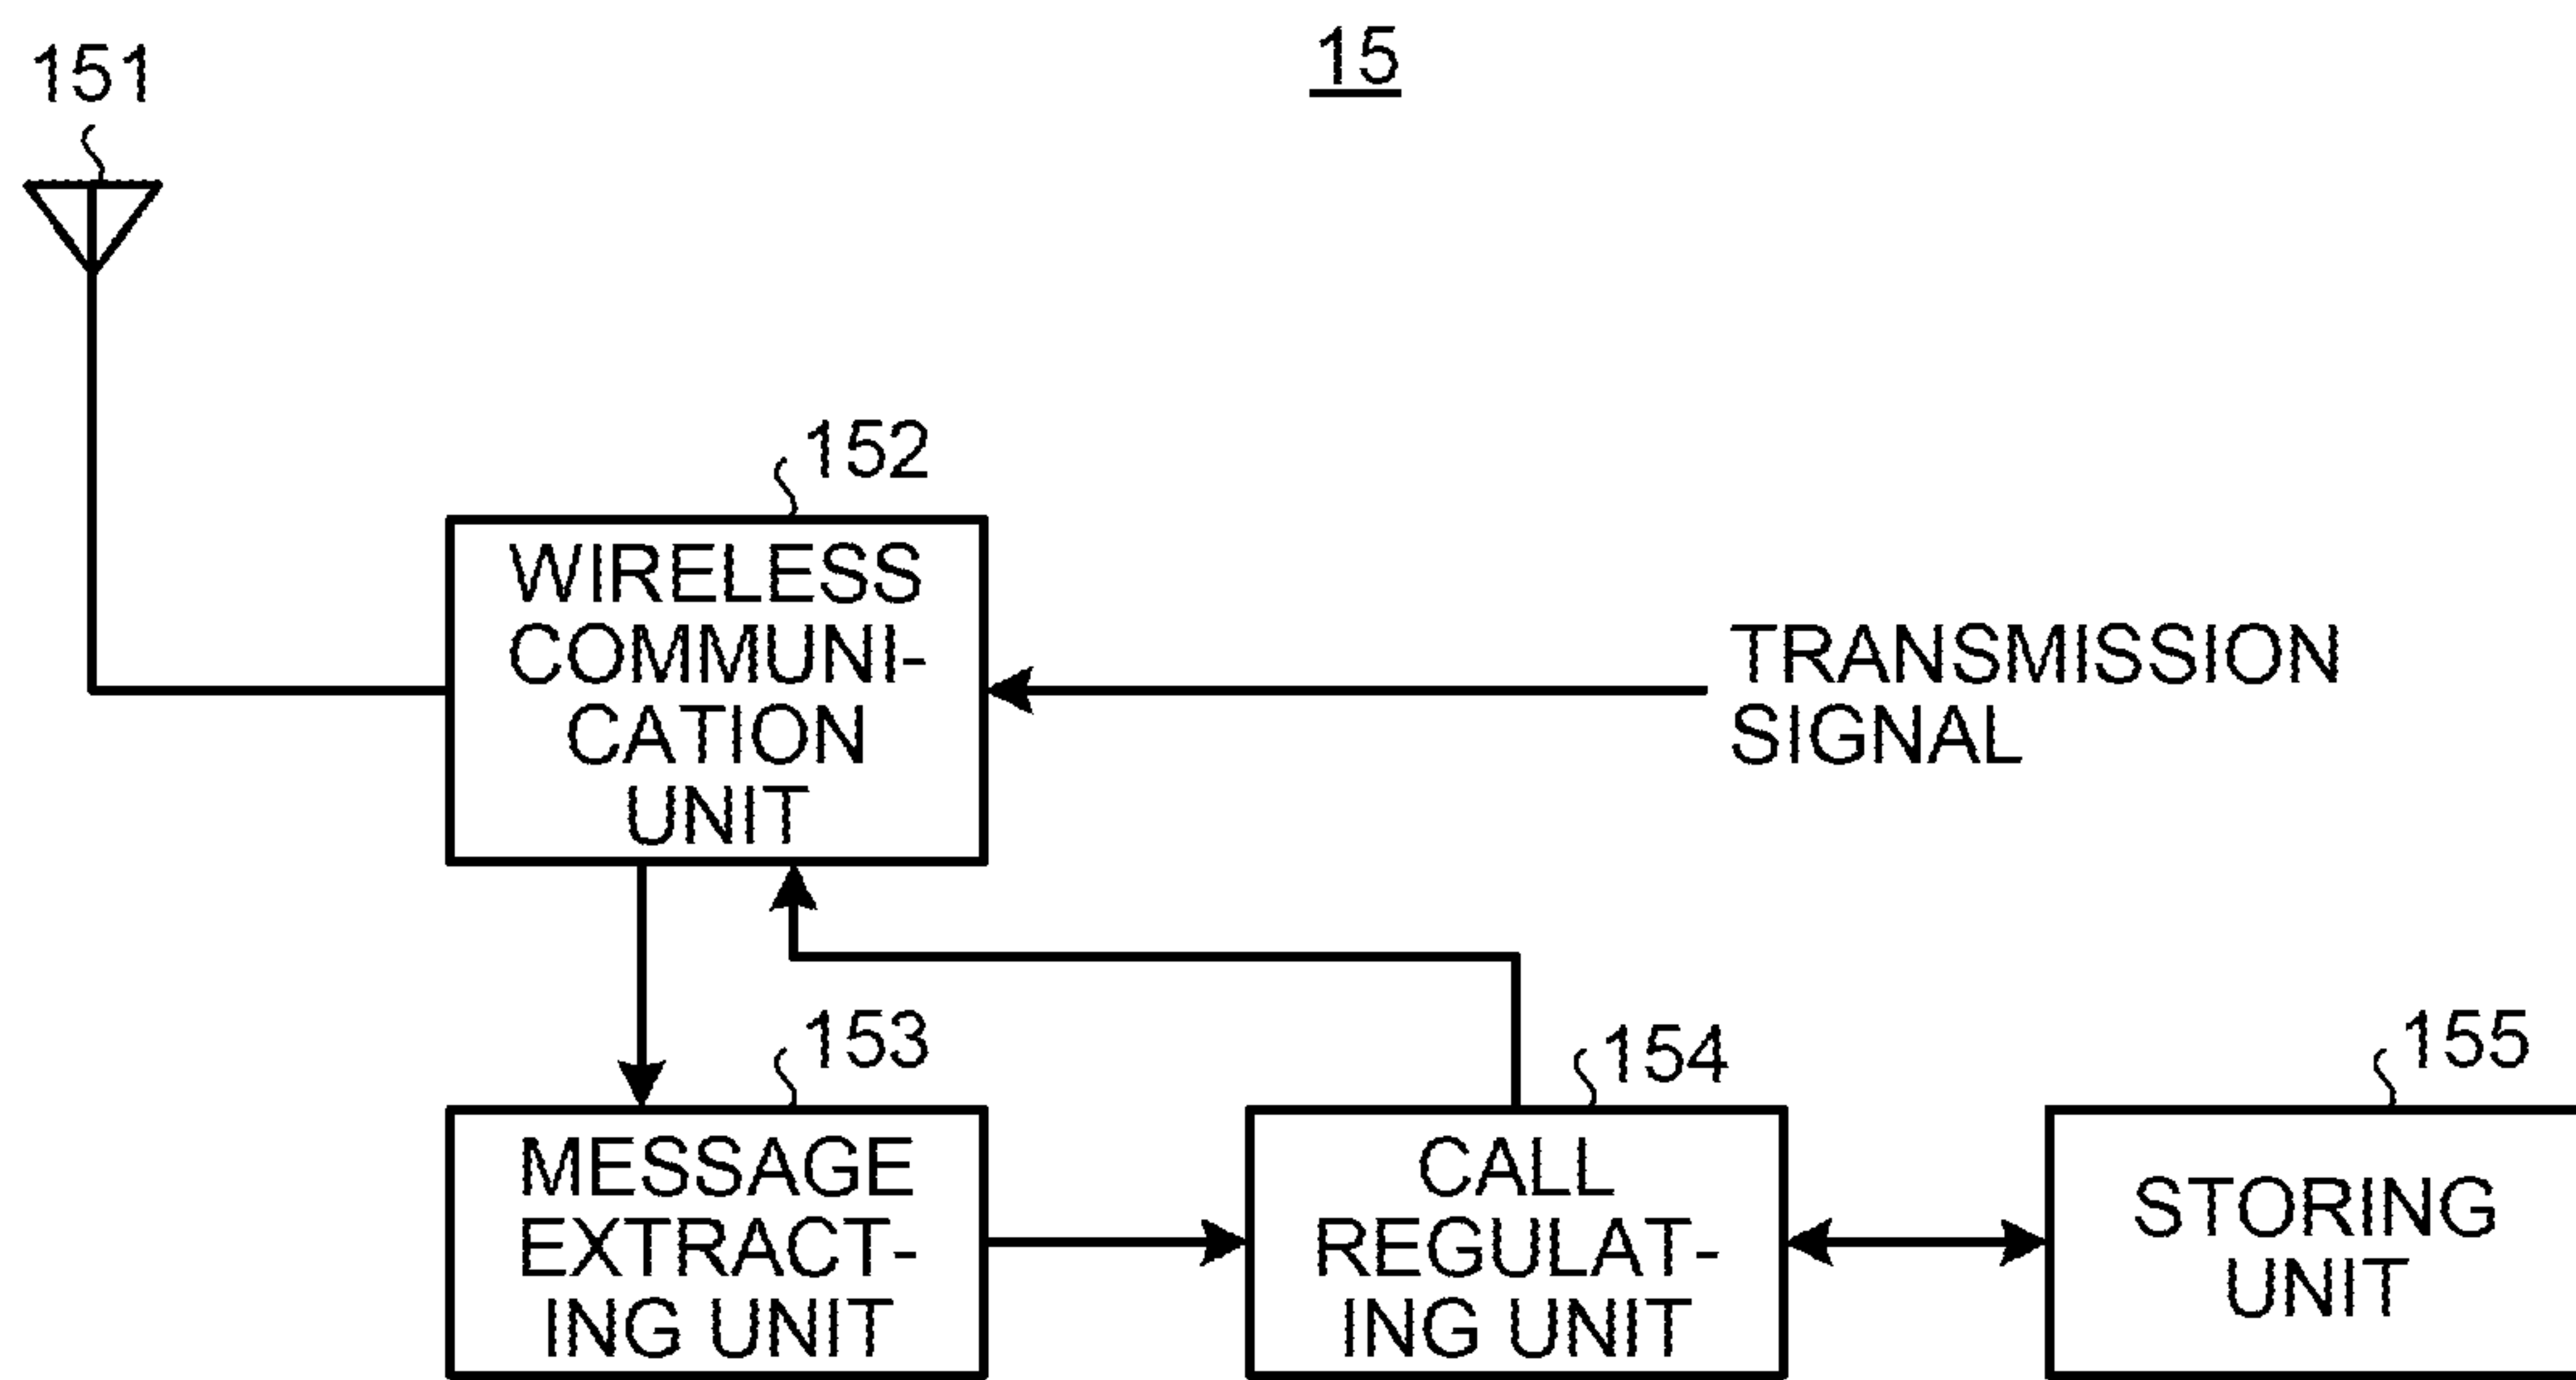 15
151
152
WIRELESS
COMMUNI-
CATION
UNIT
TRANSMISSION
SIGNAL
153
MESSAGE
EXTRACT-
ING UNIT
154
CALL
REGULAT-
ING UNIT
155
STORING
UNIT